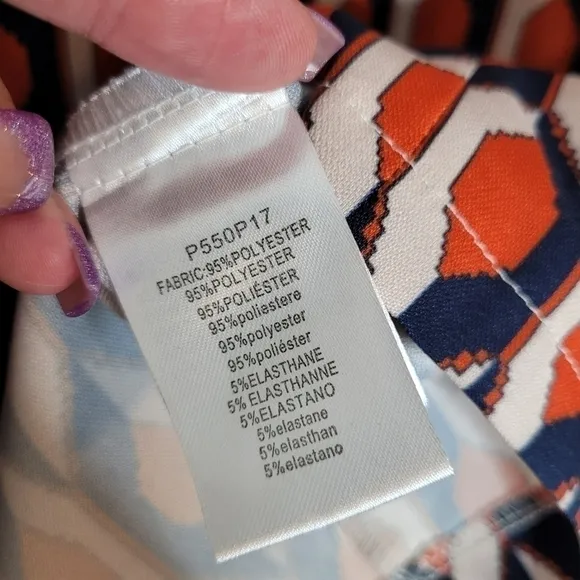 P550P17
FABRIC:95%POLYESTER
95%POLYESTER
95%POLIÉSTER
95%poliestere
95%polyester
95%poliéster
5%ELASTHANE
5% ELASTHANNE
5%ELASTANO
5%elastane
5%elasthan
5%elastano